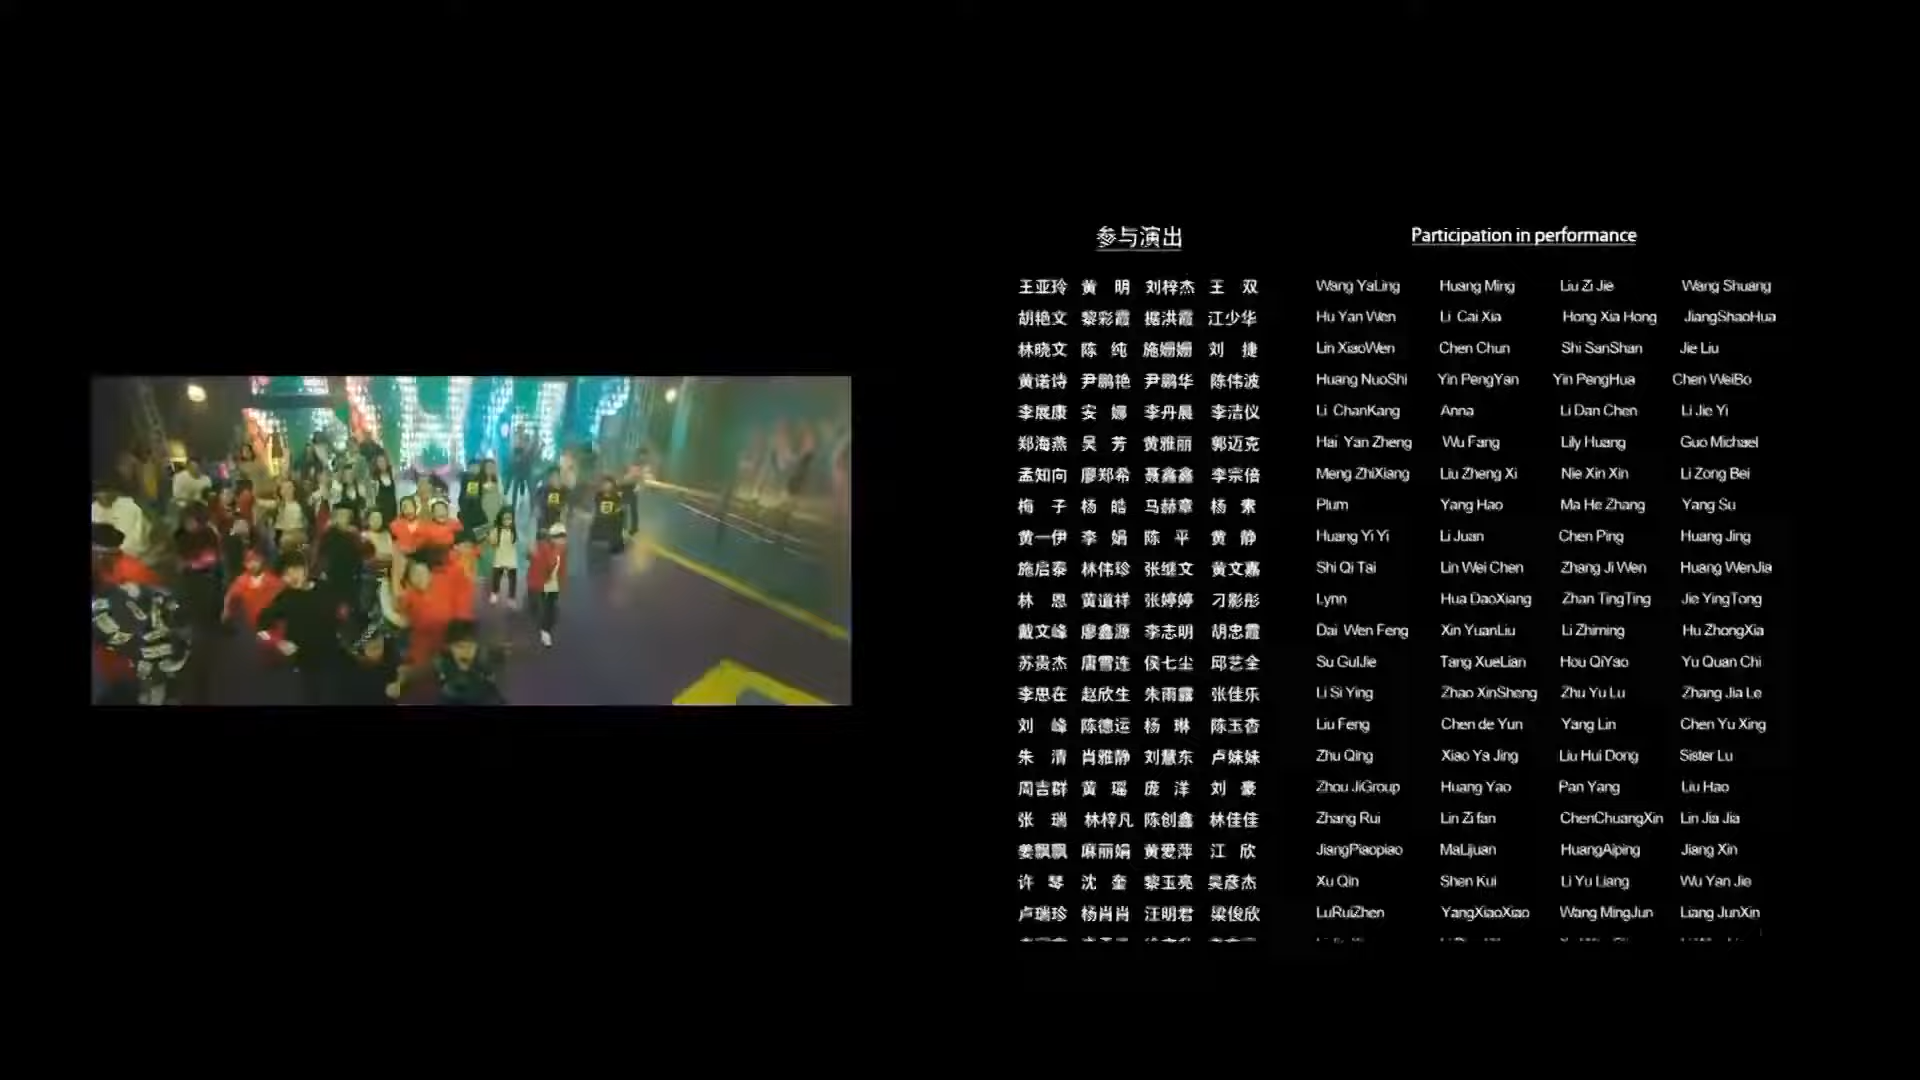 参与演出 Participation in performance
王亚玲 黄 明 刘梓杰 王 双 Wang YaLing Huang Ming Liu Zi Jie Wang Shuang
胡艳文 黎彩霞 据洪霞 江少华 Hu Yan Wen Li Cai Xia Hong Xia Hong JiangShaoHua
林晓文 陈 纯 施姗姗 刘 捷 Lin XiaoWen Chen Chun Shi SanShan Jie Liu
黄诺诗 尹鹏艳 尹鹏华 陈伟波 Huang NuoShi Yin PengYan Yin PengHua Chen WeiBo
李展康 安 娜 李丹晨 李洁仪 Li ChanKang Anna Li Dan Chen Li Jie Yi
郑海燕 吴 芳 黄雅丽 郭迈克 Hai Yan Zheng Wu Fang Lily Huang Guo Michael
孟知向 廖郑希 聂鑫鑫 李宗倍 Meng ZhiXiang Liu Zheng Xi Nie Xin Xin Li Zong Bei
梅 子 杨 皓 马赫章 杨 素 Plum Yang Hao Ma He Zhang Yang Su
黄一伊 李 娟 陈 平 黄 静 Huang Yi Yi Li Juan Chen Ping Huang Jing
施启泰 林伟珍 张继文 黄文嘉 Shi Qi Tai Lin Wei Chen Zhang Ji Wen Huang WenJia
林 恩 黄道祥 张婷婷 刁影彤 Lynn Hua DaoXiang Zhan TingTing Jie YingTong
戴文峰 廖鑫源 李志明 胡忠霞 Dai Wen Feng Xin YuanLiu Li Zhiming Hu ZhongXia
苏贵杰 唐雪连 侯七尘 邱艺全 Su GuiJie Tang XueLian Hou QiYao Yu Quan Chi
李思在 赵欣生 朱雨露 张佳乐 Li Si Ying Zhao XinSheng Zhu Yu Lu Zhang Jia Le
刘 峰 陈德运 杨 琳 陈玉杏 Liu Feng Chen de Yun Yang Lin Chen Yu Xing
朱 清 肖雅静 刘慧东 卢妹妹 Zhu Qing Xiao Ya Jing Liu Hui Dong Sister Lu
周吉群 黄 瑶 庞 洋 刘 豪 Zhou JiGroup Huang Yao Pan Yang Liu Hao
张 瑞 林梓凡 陈创鑫 林佳佳 Zhang Rui Lin Zi fan ChenChuangXin Lin Jia Jia
姜飘飘 麻丽娟 黄爱萍 江 欣 JiangPiaopiao MaLijuan HuangAiping Jiang Xin
许 琴 沈 奎 黎玉亮 吴彦杰 Xu Qin Shen Kui Li Yu Liang Wu Yan Jie
卢瑞珍 杨肖肖 汪明君 梁俊欣 LuRuiZhen YangXiaoXiao Wang MingJun Liang JunXin